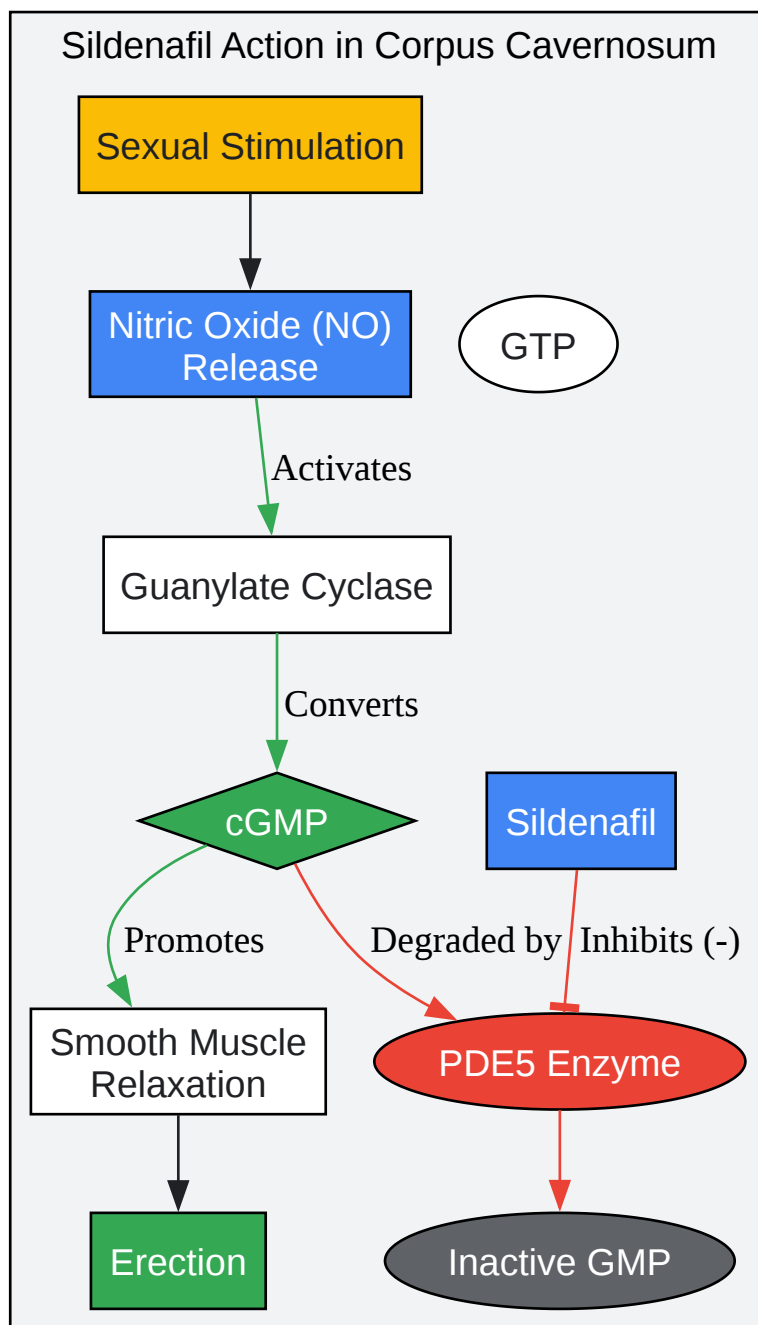 Sildenafil Action in Corpus Cavernosum
Sexual Stimulation
Nitric Oxide (NO)
Release
GTP
Activates
Guanylate Cyclase
Converts
cGMP
Sildenafil
Promotes
Degraded by
Inhibits (-)
Smooth Muscle
Relaxation
PDE5 Enzyme
Erection
Inactive GMP